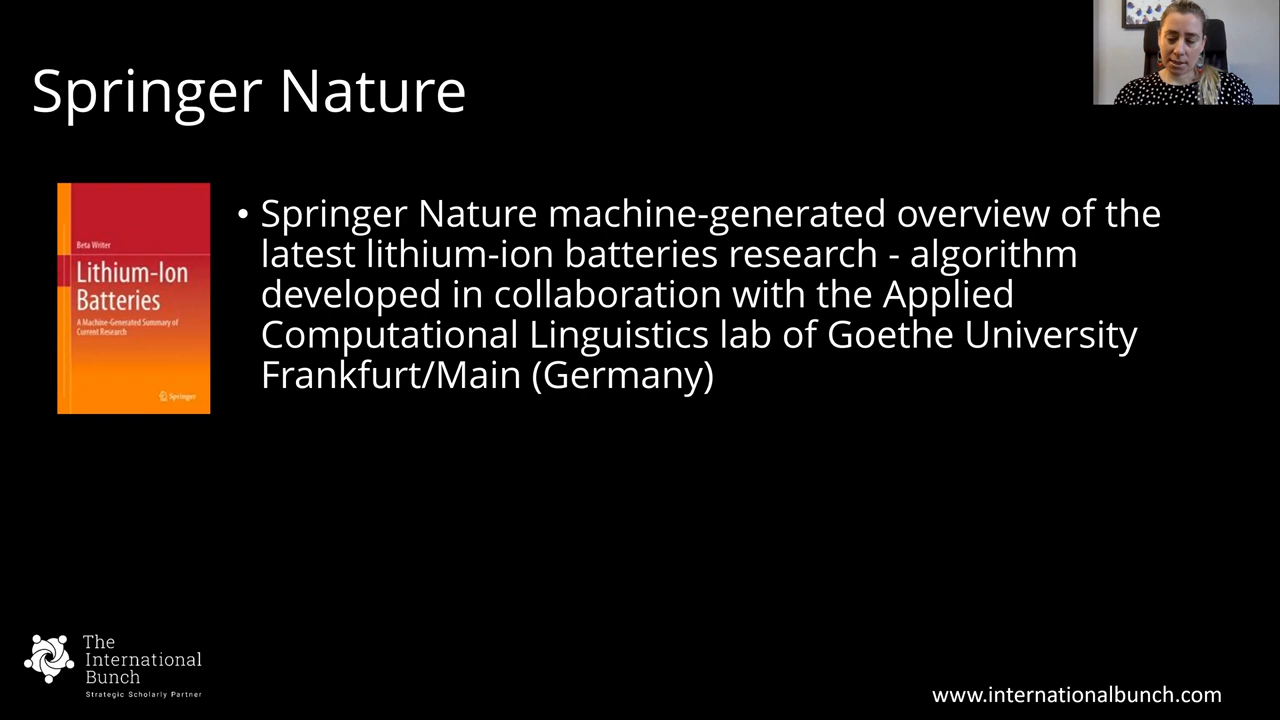 Springer Nature
Beta Writer
Lithium-Ion
Batteries
A Machine-Generated Summary of
Current Research
Springer
• Springer Nature machine-generated overview of the
latest lithium-ion batteries research - algorithm
developed in collaboration with the Applied
Computational Linguistics lab of Goethe University
Frankfurt/Main (Germany)
The
International
Bunch
Strategic Scholarly Partner
www.internationalbunch.com